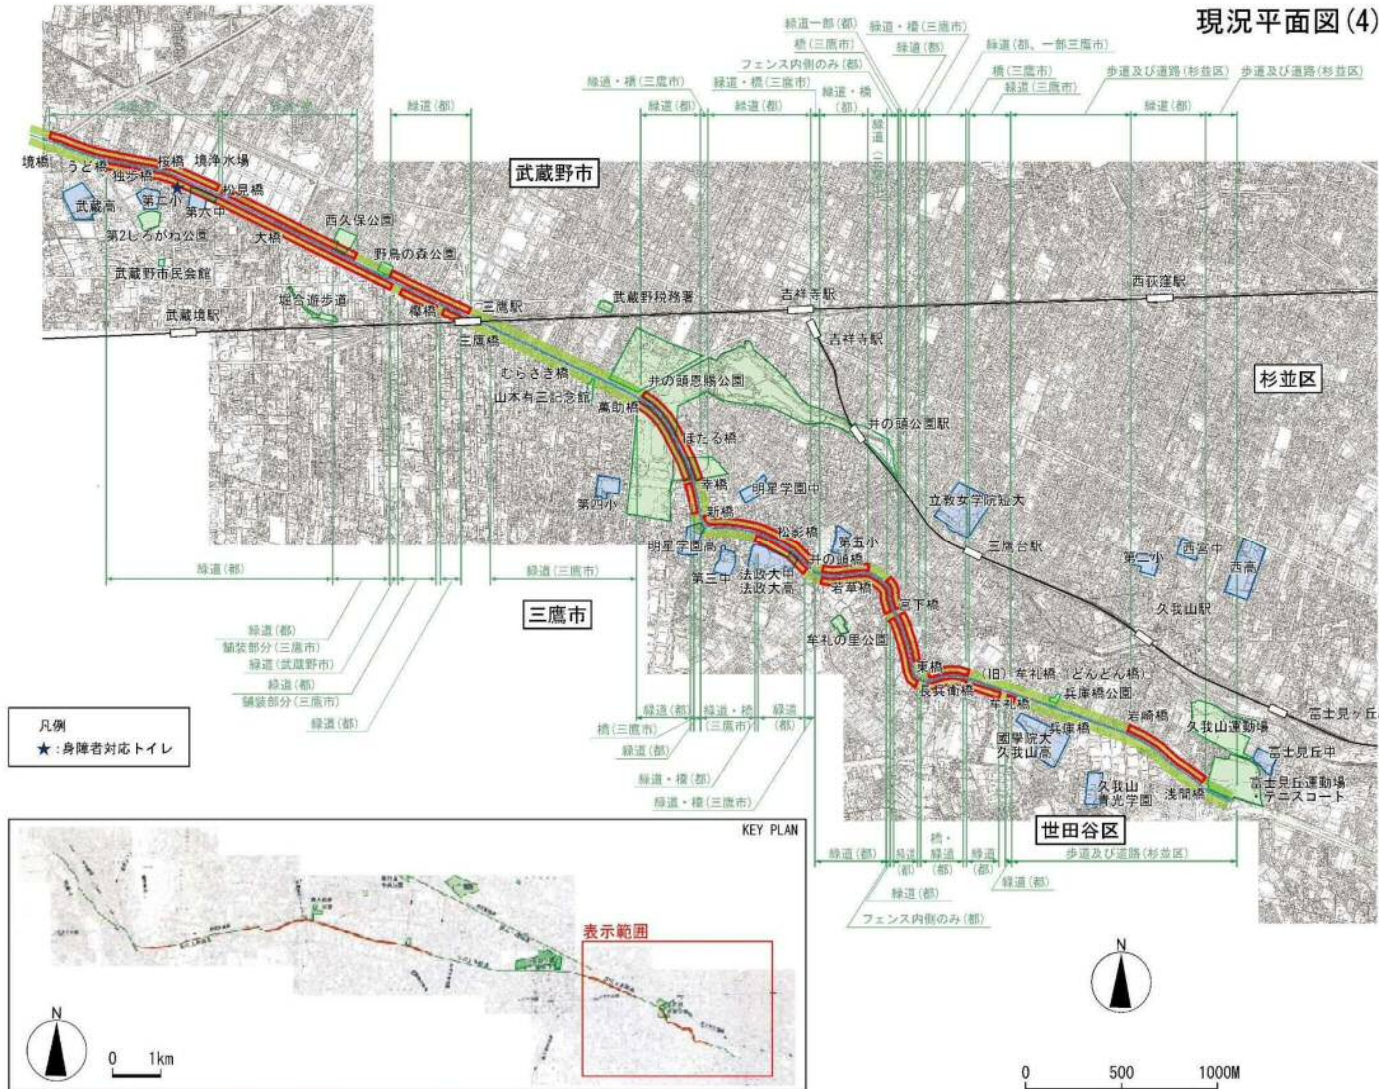 現況平面図(4)
緑道一部(都)
緑道・橋(三鷹市)
橋(三鷹市)
緑道(都)
緑道(都、一部三鷹市)
フェンス内側のみ(都)
橋(三鷹市)
歩道及び道路(杉並区)
歩道及び道路(杉並区)
緑道・橋(三鷹市)
緑道・橋(三鷹市)
緑道(三鷹市)
緑道(都)
緑道(都)
緑道(都)
緑道・橋
(都)
緑道(都)
武蔵野市
境橋
うど橋
桜橋
境浄水場
独歩橋
松見橋
武蔵高
第二小
第六中
第2しろがね公園
大橋
西久保公園
野鳥の森公園
武蔵野市民会館
堀合遊歩道
武蔵境駅
欅橋
三鷹駅
三鷹橋
武蔵野税務署
吉祥寺駅
吉祥寺駅
西荻窪駅
杉並区
むらさき橋
山本有三記念館
井の頭恩賜公園
萬助橋
井の頭公園駅
ほたる橋
第四小
幸橋
明星学園中
新橋
松影橋
立教女学院短大
三鷹台駅
明星学園高
第三中
法政大中
法政大高
井の頭橋
第五小
若草橋
宮下橋
牟礼の里公園
第二小
西宮中
西高
久我山駅
東橋
長兵衛橋
(旧)牟礼橋(どんどん橋)
牟礼橋
兵庫橋公園
兵庫橋
國學院大
久我山高
岩崎橋
久我山運動場
富士見ヶ丘
富士見丘中
久我山
青光学園
浅間橋
富士見丘運動場
・テニスコート
三鷹市
世田谷区
緑道(都)
緑道(三鷹市)
緑道(都)
舗装部分(三鷹市)
緑道(武蔵野市)
緑道(都)
舗装部分(三鷹市)
緑道(都)
緑道(都)
緑道・橋
(三鷹市)
緑道
(都)
橋(三鷹市)
緑道(都)
緑道・橋(都)
緑道・橋(三鷹市)
緑道(都)
緑道
(都)
橋・
緑道
(都)
緑道
(都)
歩道及び道路(杉並区)
緑道(都)
緑道(都)
フェンス内側のみ(都)
凡例
★:身障者対応トイレ
KEY PLAN
表示範囲
N
0 1km
N
0 500 1000M